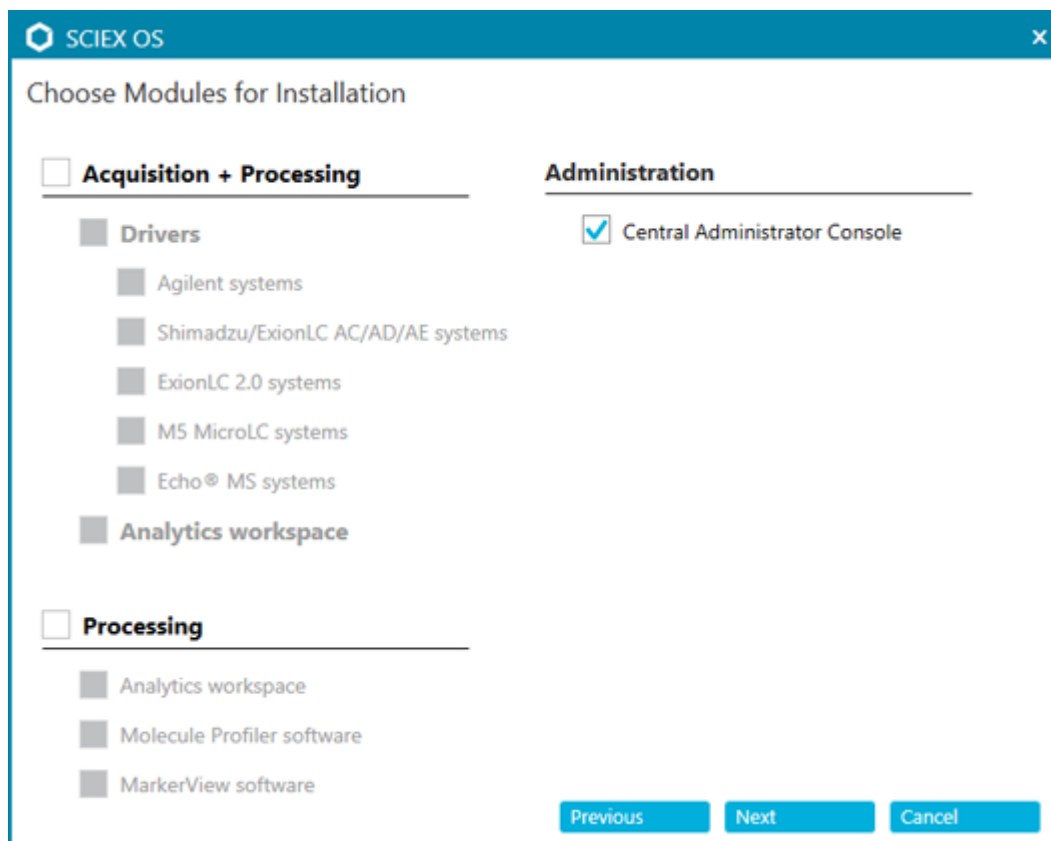 SCIEX OS
Choose Modules for Installation
Acquisition + Processing
Drivers
Agilent systems
Shimadzu/ExionLC AC/AD/AE systems
ExionLC 2.0 systems
M5 MicroLC systems
Echo® MS systems
Analytics workspace
Processing
Analytics workspace
Molecule Profiler software
MarkerView software
Administration
Central Administrator Console
Previous
Next
Cancel